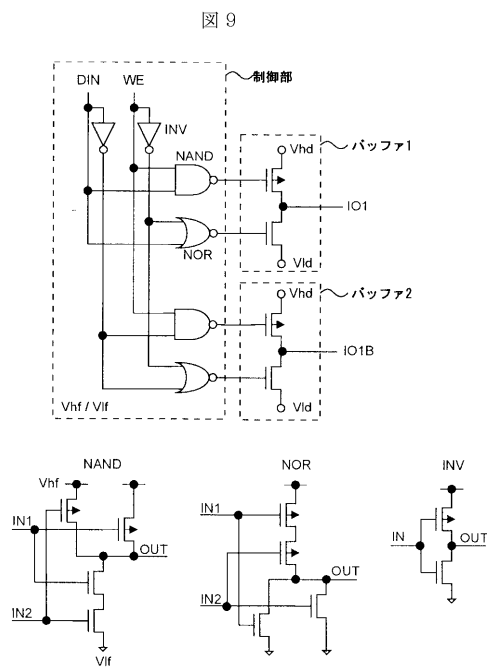 図 9
DIN WE 制御部
INV
NAND
NOR
Vhf / Vlf
Vhd バッファ1
IO1
Vld
Vhd バッファ2
IO1B
Vld
NAND
Vhf
IN1
OUT
IN2
Vlf
NOR
IN1
OUT
IN2
INV
IN OUT